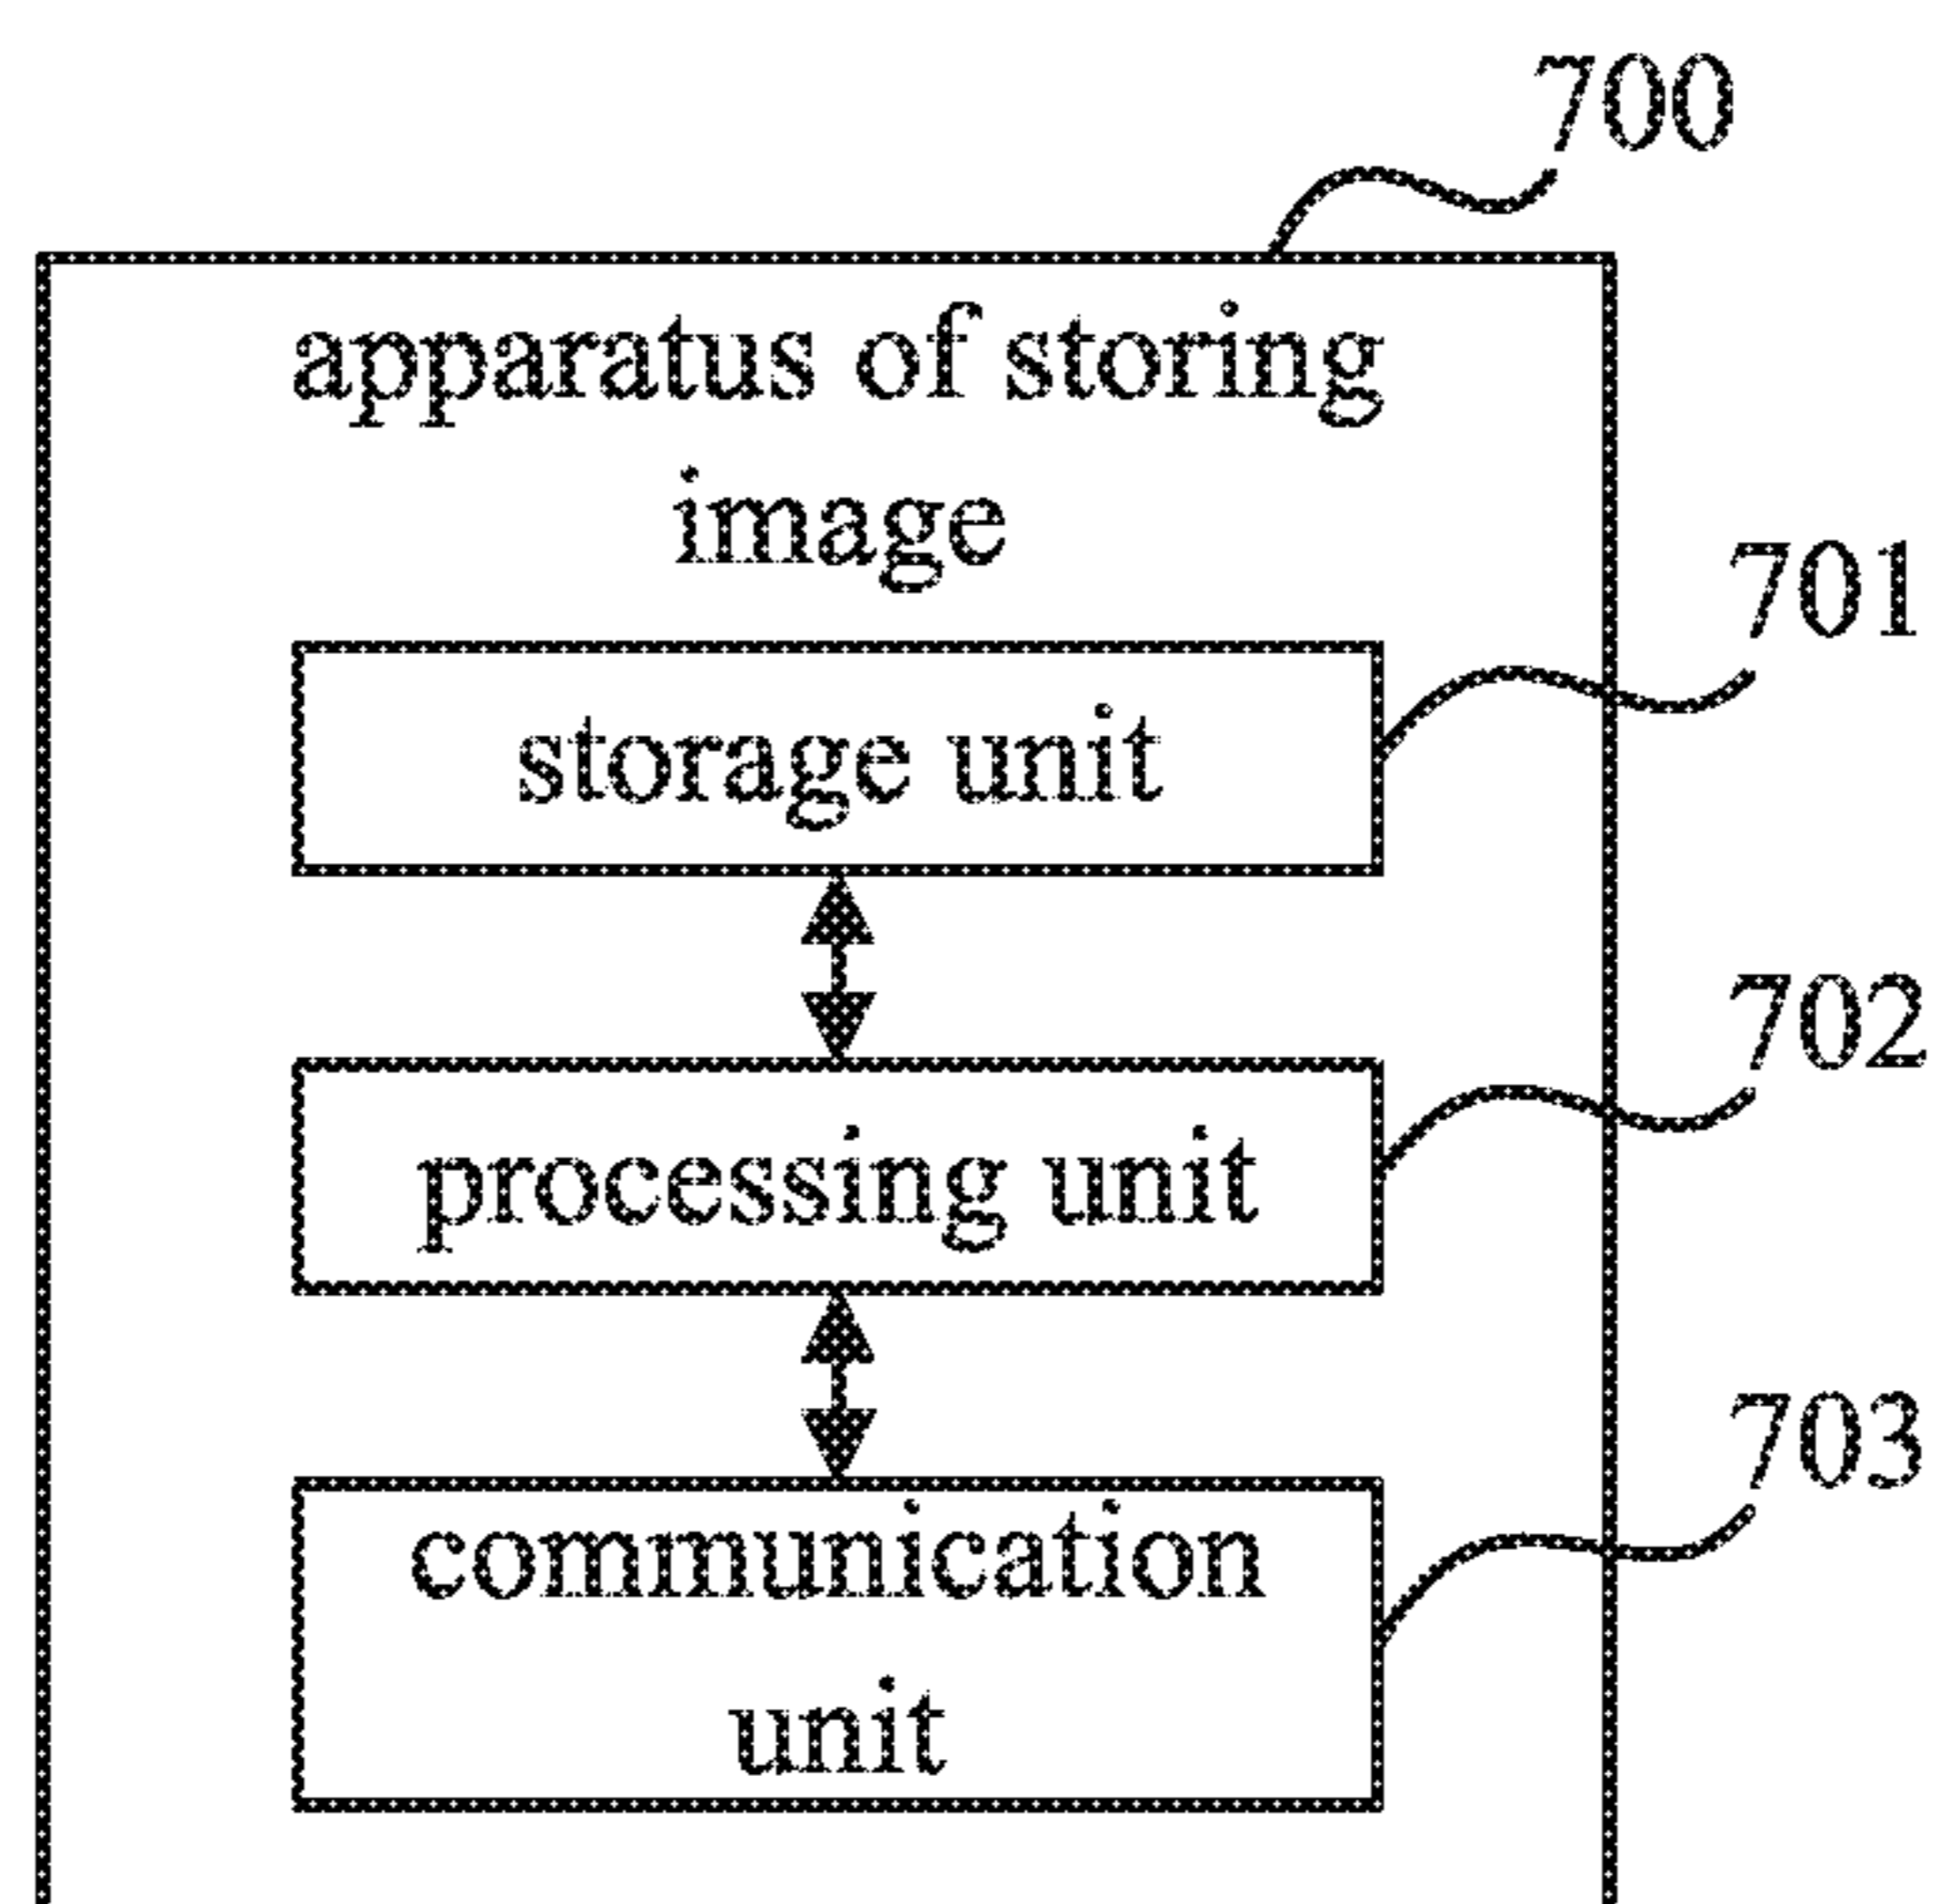 700
apparatus of storing
image
701
storage unit
702
processing unit
703
communication
unit